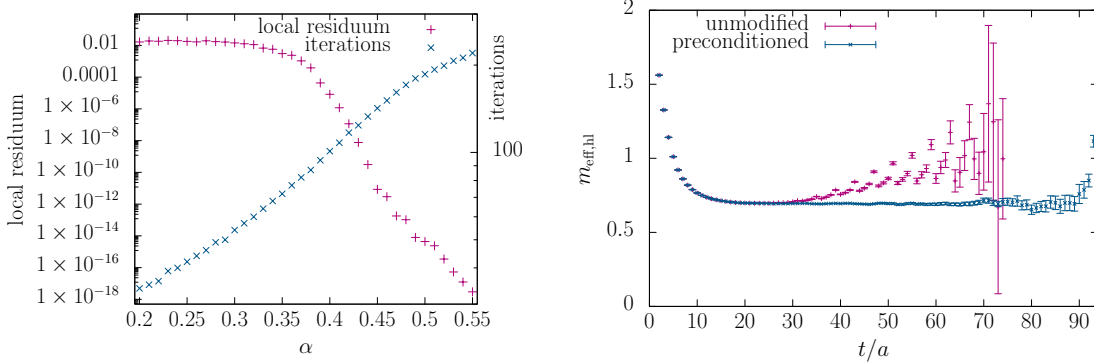 local residuum
iterations
0.01
0.0001
1 × 10−6
1 × 10−8
1 × 10−10
1 × 10−12
1 × 10−14
1 × 10−16
1 × 10−18
local residuum
100
iterations
0.2 0.25 0.3 0.35 0.4 0.45 0.5 0.55
α
unmodified
preconditioned
2
1.5
1
0.5
0
m_eff,hl
0 10 20 30 40 50 60 70 80 90
t/a